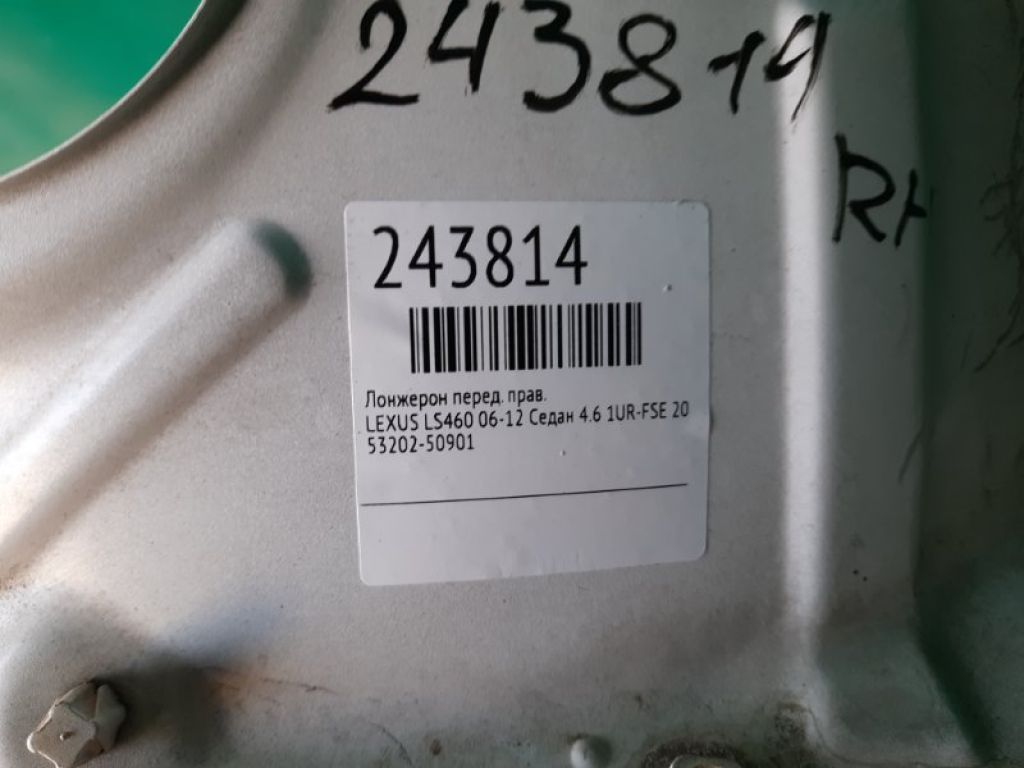 243814
RH
243814
Лонжерон перед. прав.
LEXUS LS460 06-12 Седан 4.6 1UR-FSE 20
53202-50901